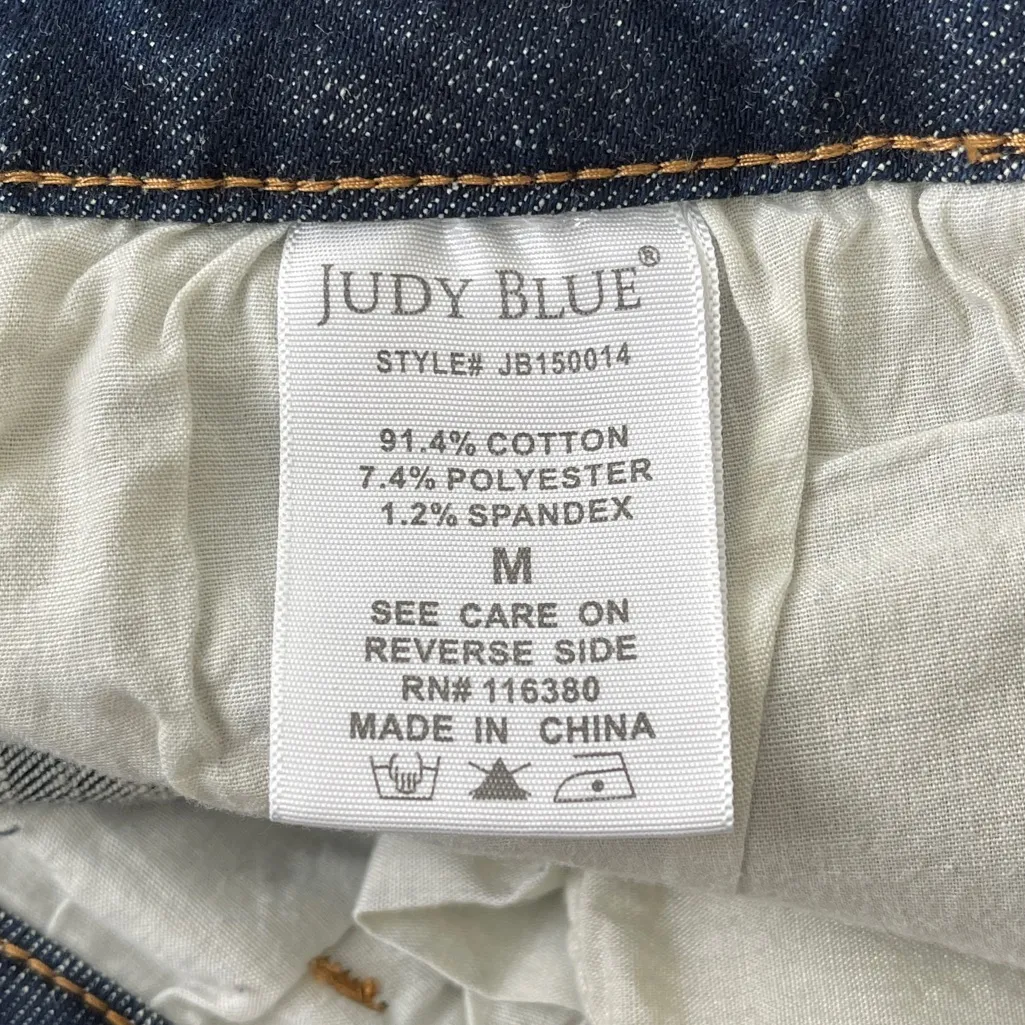 JUDY BLUE®
STYLE# JB150014
91.4% COTTON
7.4% POLYESTER
1.2% SPANDEX
M
SEE CARE ON
REVERSE SIDE
RN# 116380
MADE IN CHINA